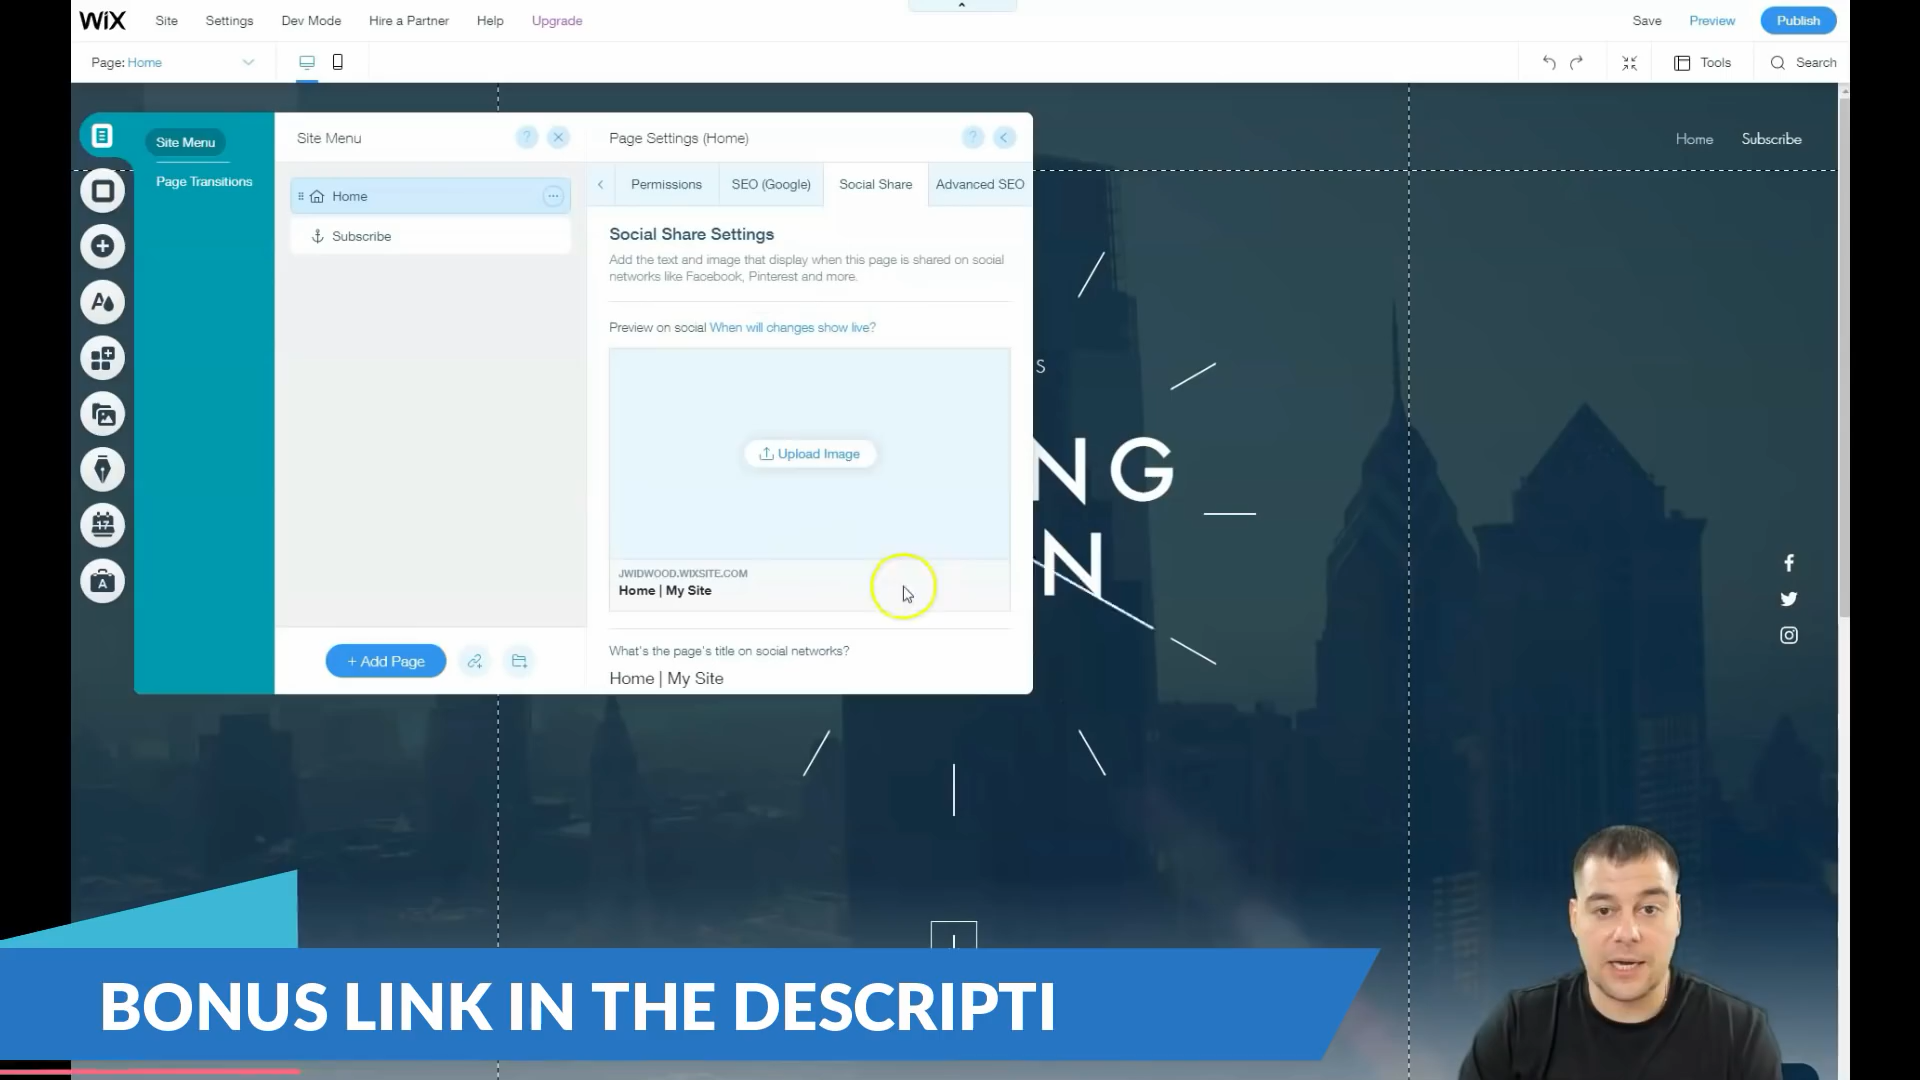 WiX Site Settings Dev Mode Hire a Partner Help Upgrade Save Preview Publish
Page: Home Tools Search
Site Menu
Page Transitions
Site Menu ?
Home
Subscribe
+ Add Page
Page Settings (Home) ?
Permissions SEO (Google) Social Share Advanced SEO
Social Share Settings
Add the text and image that display when this page is shared on social
networks like Facebook, Pinterest and more.
Preview on social When will changes show live?
Upload Image
JWIDWOOD.WIXSITE.COM
Home | My Site
What's the page's title on social networks?
Home | My Site
Home Subscribe
S
NG
N
17
A
BONUS LINK IN THE DESCRIPTI